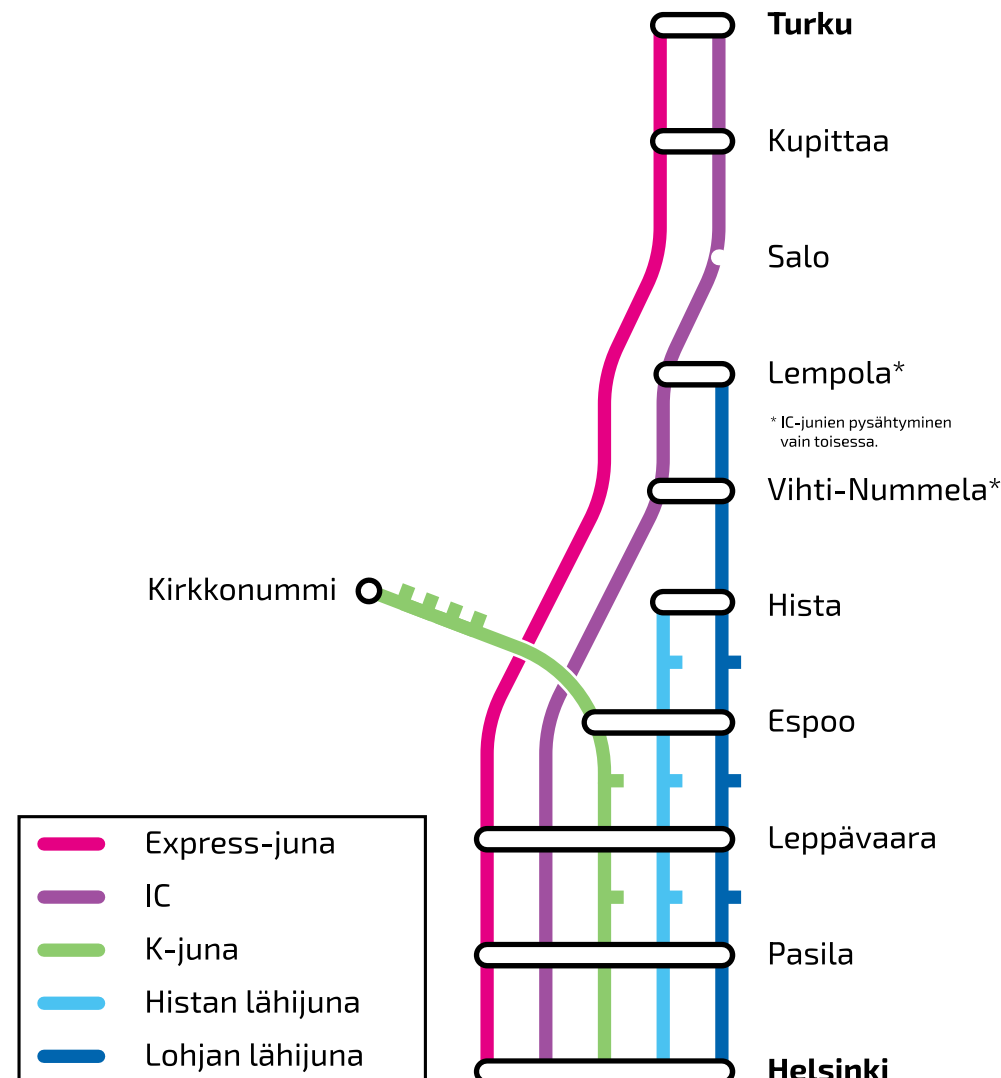 Turku
Kupittaa
Salo
Lempola*
* IC-junien pysähtyminen
vain toisessa.
Vihti-Nummela*
Kirkkonummi
Hista
Espoo
Leppävaara
Pasila
Helsinki
Express-juna
IC
K-juna
Histan lähijuna
Lohjan lähijuna